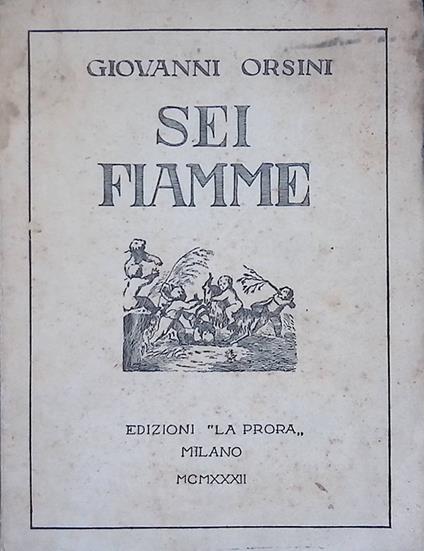 GIOVANNI ORSINI
SEI
FIAMME
EDIZIONI "LA PRORA„
MILANO
MCMXXXII